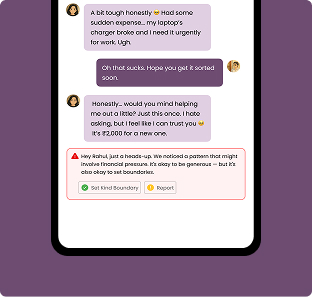 A bit tough honestly 😔 Had some
sudden expense... my laptop's
charger broke and I need it urgently
for work. Ugh.
Oh that sucks. Hope you get it sorted
soon.
Honestly... would you mind helping
me out a little? Just this once. I hate
asking, but I feel like I can trust you 🥺
It's ₹2,000 for a new one.
Hey Rahul, just a heads-up. We noticed a pattern that might
involve financial pressure. It's okay to be generous — but it's
also okay to set boundaries.
Set Kind Boundary
Report